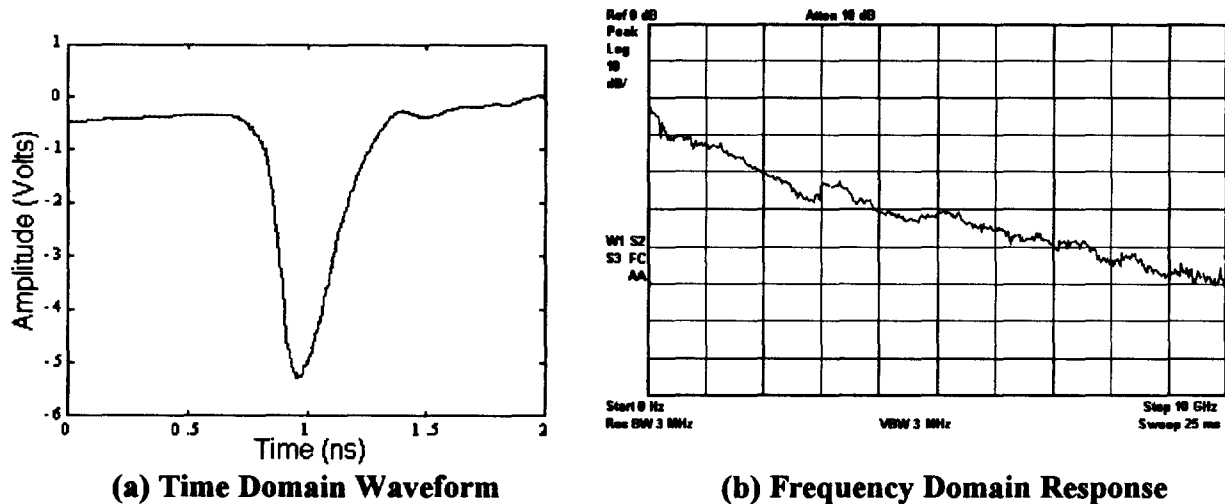 1
0
-1
-2
-3
-4
-5
-6
Amplitude (Volts)
0
0.5
1
1.5
2
Time (ns)
(a) Time Domain Waveform
Ref 0 dB
Atten 10 dB
Peak
Log
10
dB/
W1 S2
S3 FC
AA
Start 0 Hz
Stop 10 GHz
Res BW 3 MHz
VBW 3 MHz
Sweep 25 ms
(b) Frequency Domain Response